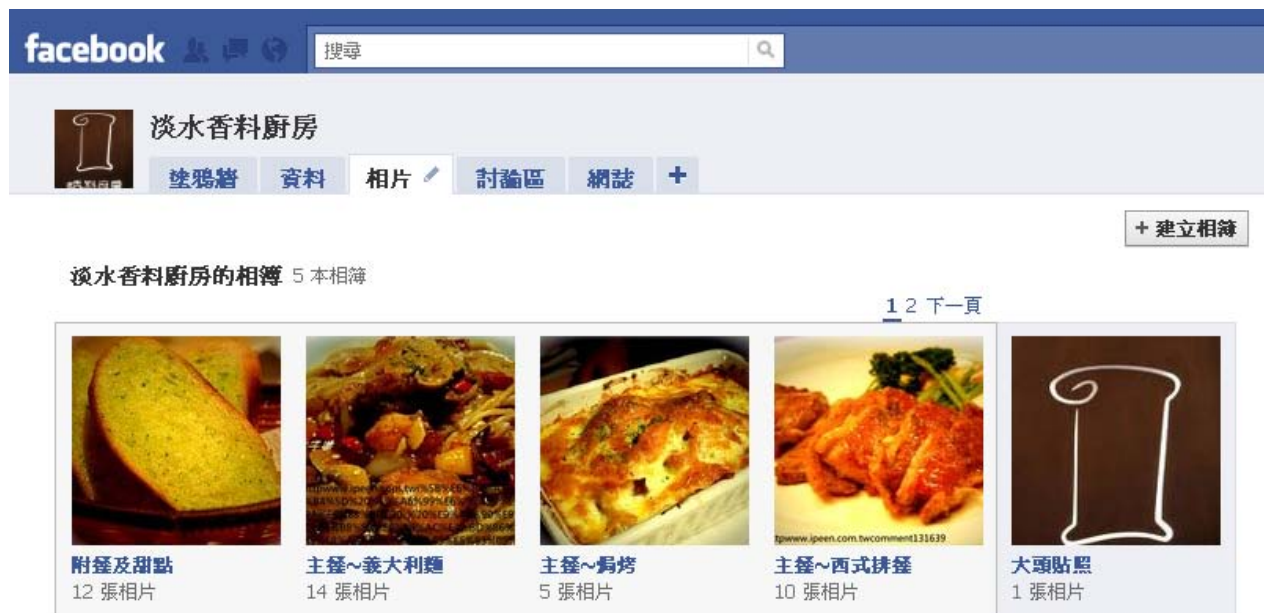 facebook
搜尋
淡水香料廚房
塗鴉牆 資料 相片 討論區 網誌 +
+ 建立相簿
淡水香料廚房的相簿 5 本相簿
1 2 下一頁
附餐及甜點 主餐~義大利麵 主餐~焗烤 主餐~西式排餐 大頭貼照
12 張相片 14 張相片 5 張相片 10 張相片 1 張相片
tpwww.ipeen.com.twcomment131639